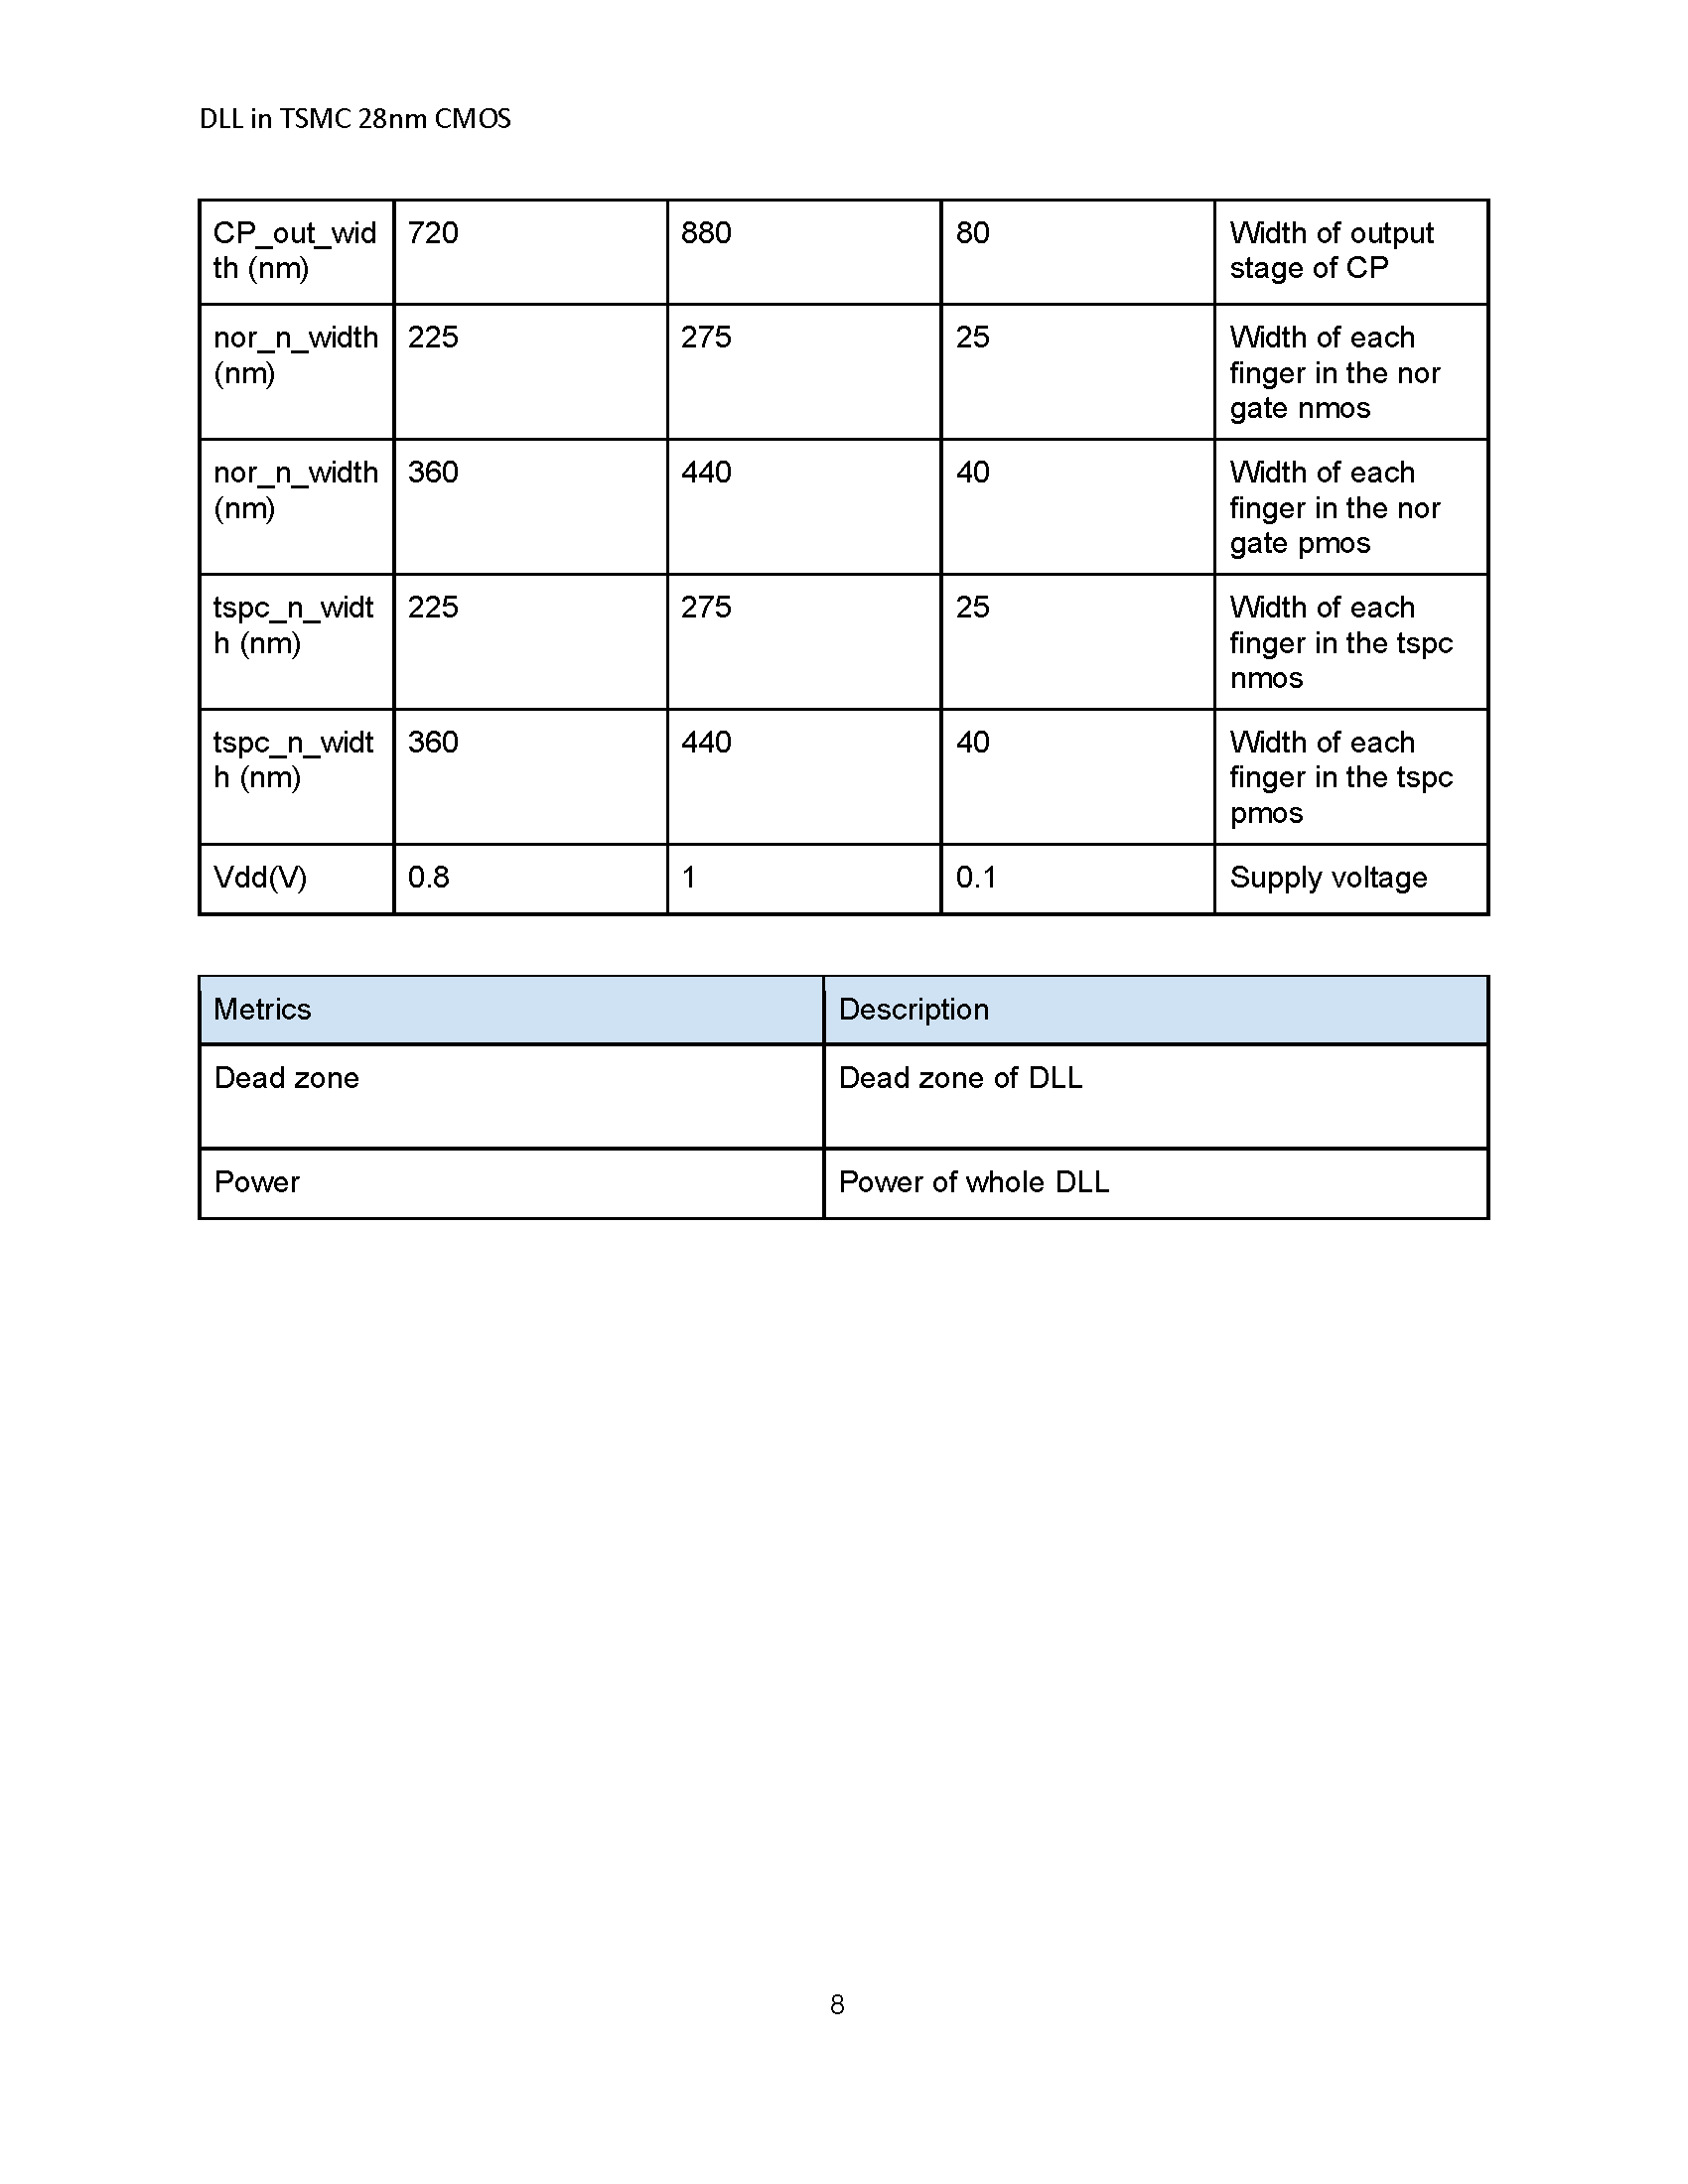 DLL in TSMC 28nm CMOS
CP_out_wid 720 880 80 Width of output
th (nm) stage of CP
nor_n_width 225 275 25 Width of each
(nm) finger in the nor
gate nmos
nor_n_width 360 440 40 Width of each
(nm) finger in the nor
gate pmos
tspc_n_widt 225 275 25 Width of each
h (nm) finger in the tspc
nmos
tspc_n_widt 360 440 40 Width of each
h (nm) finger in the tspc
pmos
Vdd(V) 0.8 1 0.1 Supply voltage
Metrics Description
Dead zone Dead zone of DLL
Power Power of whole DLL
8